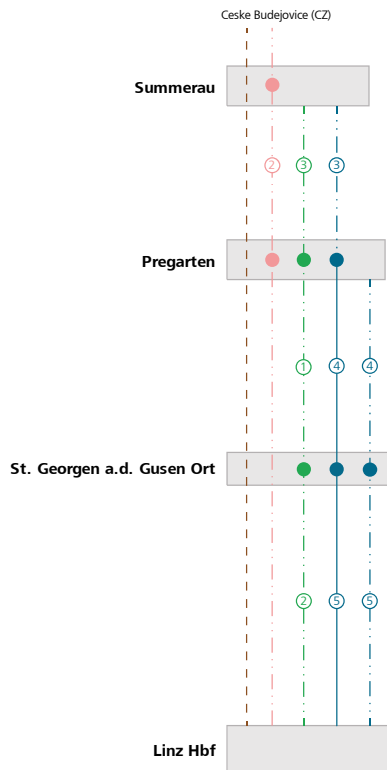 Ceske Budejovice (CZ)
Summerau
2 3 3
Pregarten
1 4 4
St. Georgen a.d. Gusen Ort
2 5 5
Linz Hbf